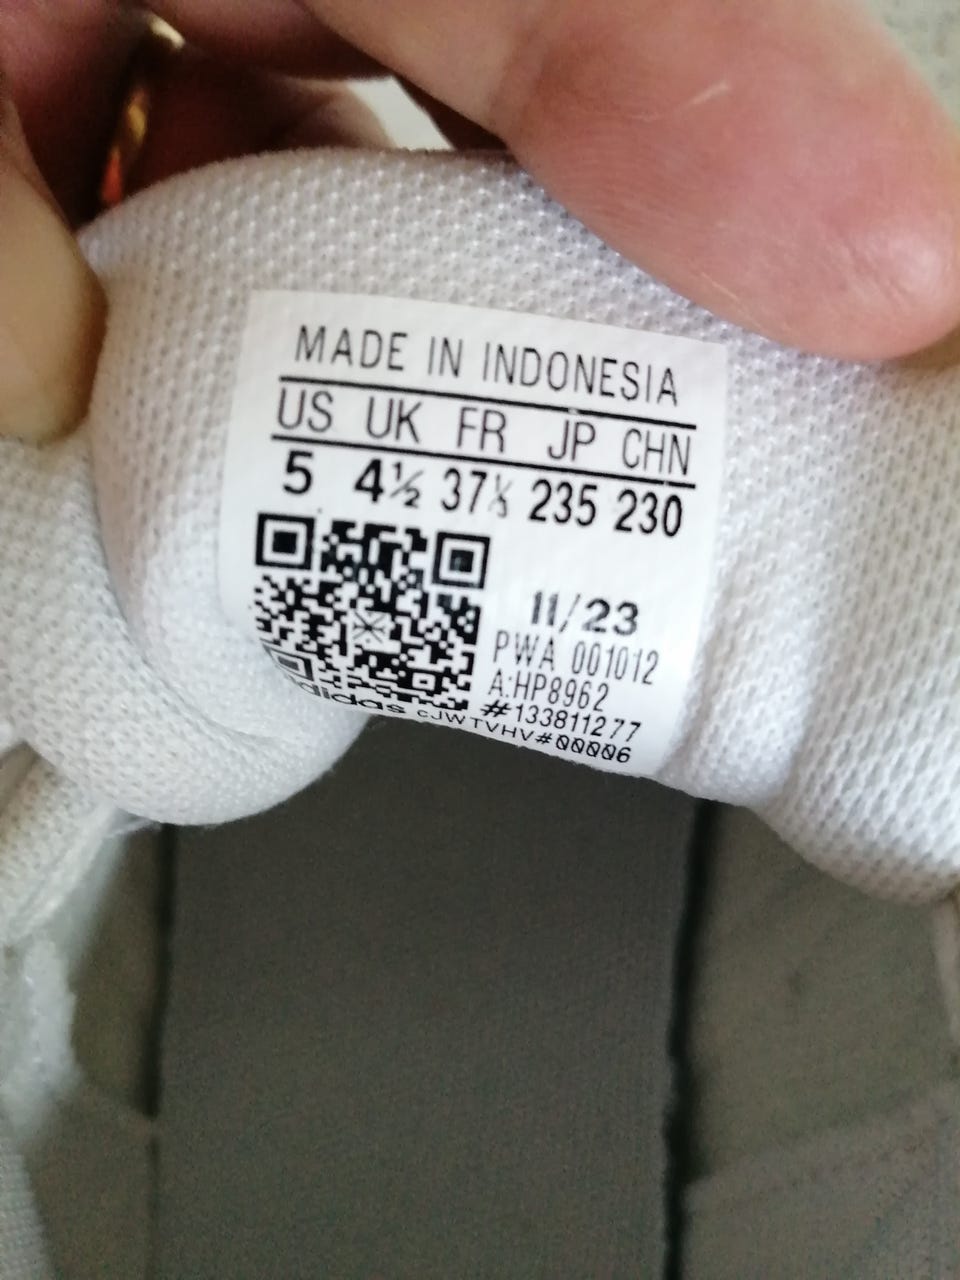 MADE IN INDONESIA
US UK FR JP CHN
5 4½ 37⅓ 235 230
11/23
PWA 001012
A:HP8962
#133811277
adidas cJWTVHV#00006